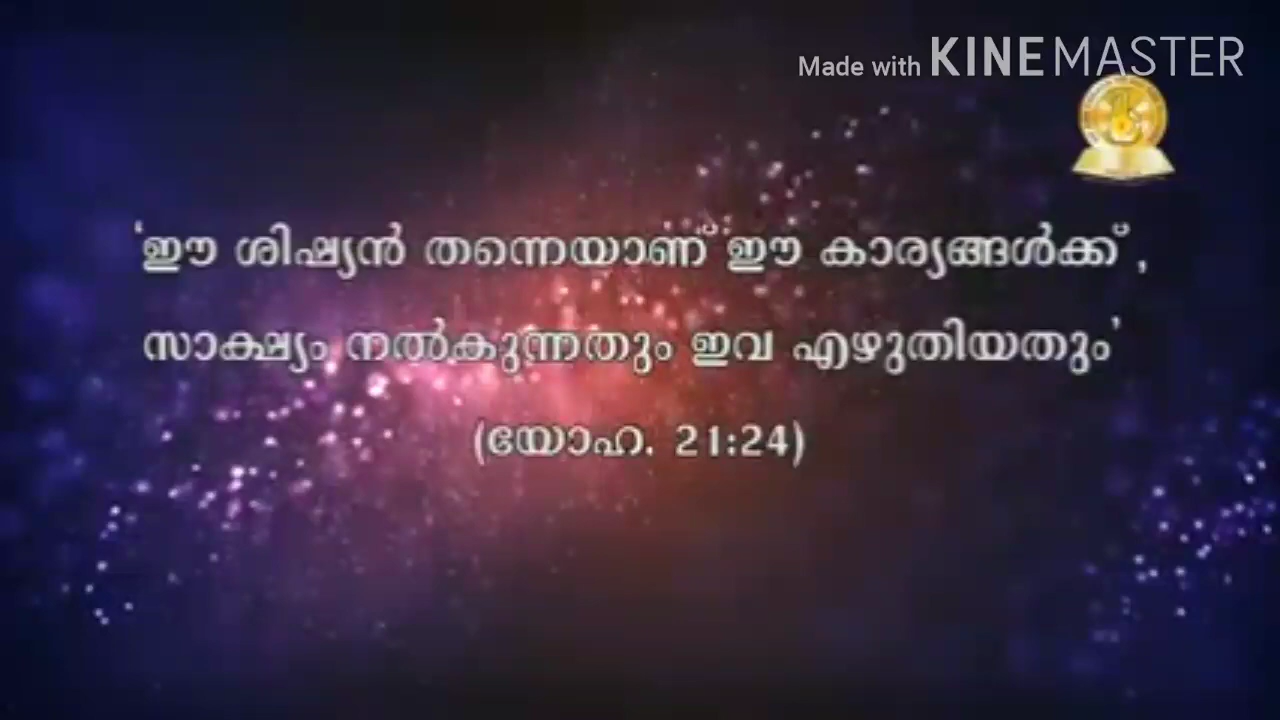 Made with KINEMASTER
'ഈ ശിഷ്യൻ തന്നെയാണ് ഈ കാര്യങ്ങൾക്ക്',
സാക്ഷ്യം നൽകുന്നതും ഇവ എഴുതിയതും'
(യോഹ. 21:24)